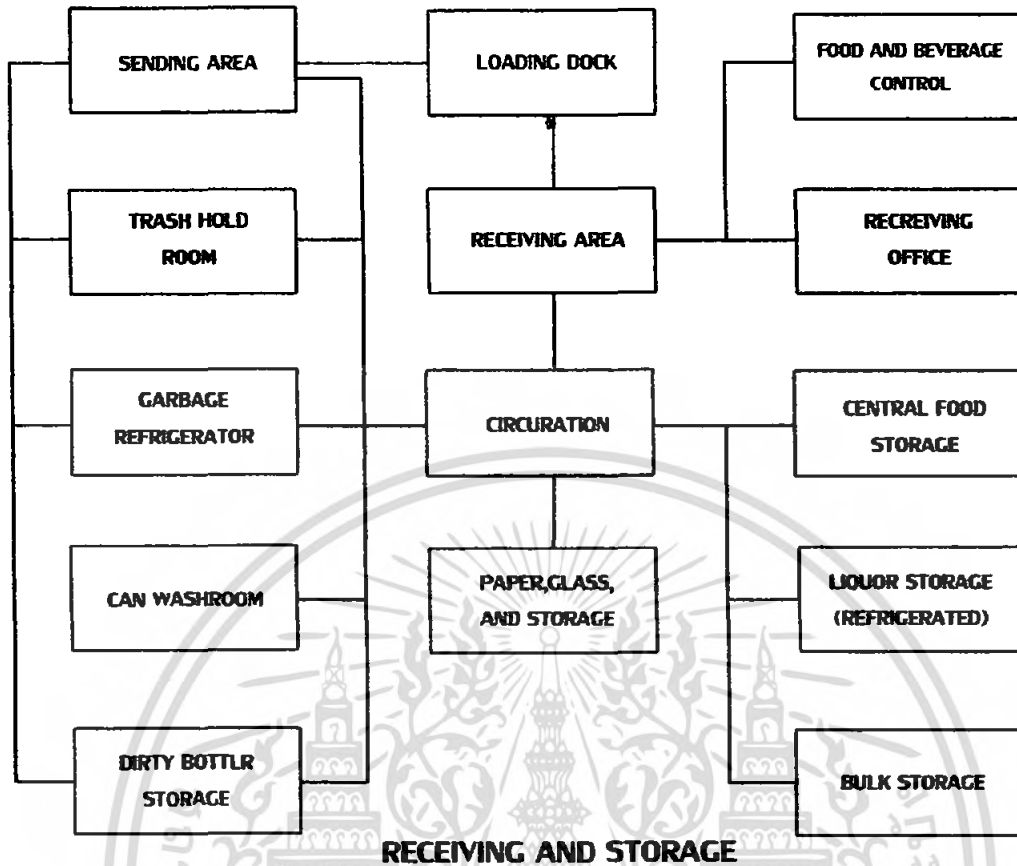 SENDING AREA
LOADING DOCK
FOOD AND BEVERAGE
CONTROL
TRASH HOLD
ROOM
RECEIVING AREA
RECREIVING
OFFICE
GARBAGE
REFRIGERATOR
CIRCURATION
CENTRAL FOOD
STORAGE
CAN WASHROOM
PAPER,GLASS,
AND STORAGE
LIQUOR STORAGE
(REFRIGERATED)
DIRTY BOTTLR
STORAGE
BULK STORAGE
RECEIVING AND STORAGE